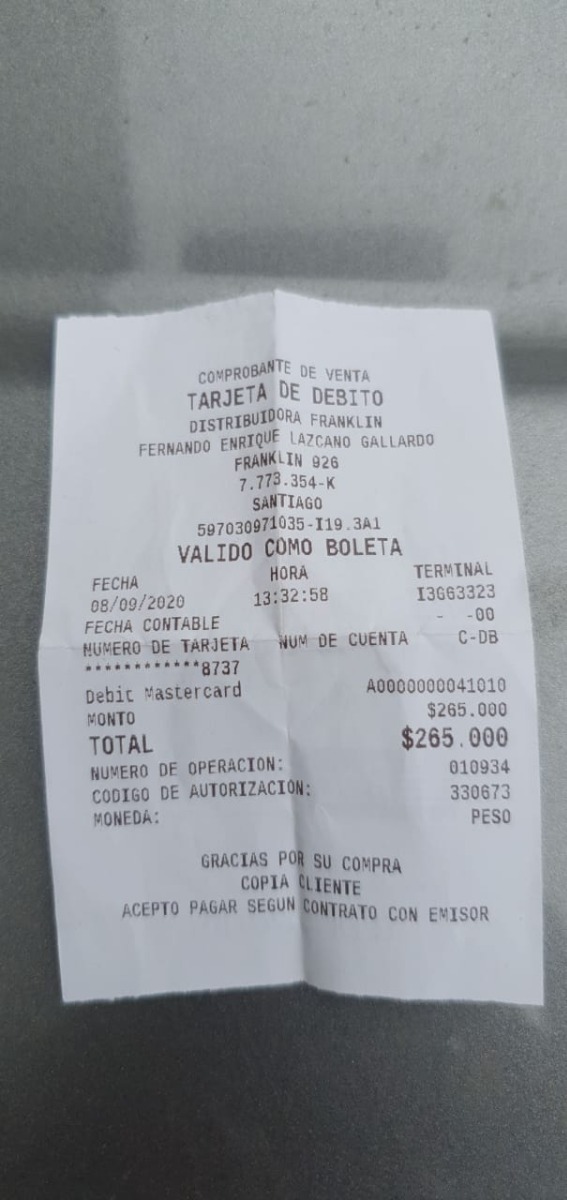 COMPROBANTE DE VENTA
TARJETA DE DEBITO
DISTRIBUIDORA FRANKLIN
FERNANDO ENRIQUE LAZCANO GALLARDO
FRANKLIN 926
7.773.354-K
SANTIAGO
597030971035-I19.3A1
VALIDO COMO BOLETA
FECHA HORA TERMINAL
08/09/2020 13:32:58 I3G63323
FECHA CONTABLE - -00
NUMERO DE TARJETA NUM DE CUENTA C-DB
************8737
Debit Mastercard A0000000041010
MONTO $265.000
TOTAL $265.000
NUMERO DE OPERACION: 010934
CODIGO DE AUTORIZACION: 330673
MONEDA: PESO
GRACIAS POR SU COMPRA
COPIA CLIENTE
ACEPTO PAGAR SEGUN CONTRATO CON EMISOR